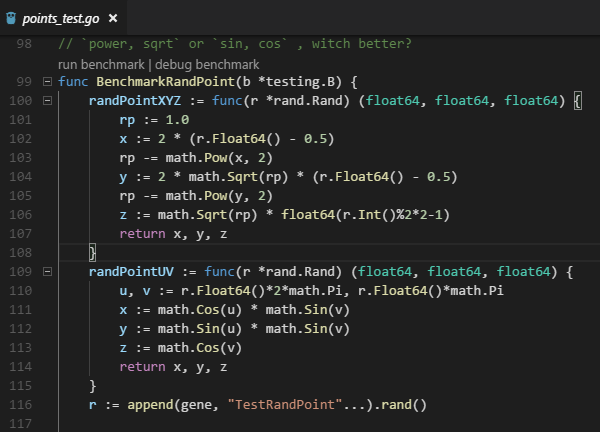 points_test.go ×
98 // `power, sqrt` or `sin, cos` , witch better?
run benchmark | debug benchmark
99 func BenchmarkRandPoint(b *testing.B) {
100 randPointXYZ := func(r *rand.Rand) (float64, float64, float64) {
101 rp := 1.0
102 x := 2 * (r.Float64() - 0.5)
103 rp -= math.Pow(x, 2)
104 y := 2 * math.Sqrt(rp) * (r.Float64() - 0.5)
105 rp -= math.Pow(y, 2)
106 z := math.Sqrt(rp) * float64(r.Int()%2*2-1)
107 return x, y, z
108 }
109 randPointUV := func(r *rand.Rand) (float64, float64, float64) {
110 u, v := r.Float64()*2*math.Pi, r.Float64()*math.Pi
111 x := math.Cos(u) * math.Sin(v)
112 y := math.Sin(u) * math.Sin(v)
113 z := math.Cos(v)
114 return x, y, z
115 }
116 r := append(gene, "TestRandPoint"...).rand()
117